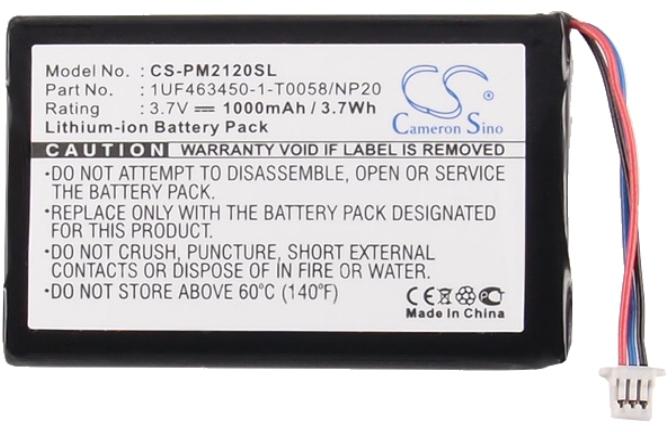 Model No. : CS-PM2120SL
Part No. : 1UF463450-1-T0058/NP20
Rating : 3.7V 1000mAh / 3.7Wh
Lithium-ion Battery Pack
Cameron Sino
CAUTION WARRANTY VOID IF LABEL IS REMOVED
•DO NOT ATTEMPT TO DISASSEMBLE, OPEN OR SERVICE
THE BATTERY PACK.
•REPLACE ONLY WITH THE BATTERY PACK DESIGNATED
FOR THIS PRODUCT.
•DO NOT CRUSH, PUNCTURE, SHORT EXTERNAL
CONTACTS OR DISPOSE OF IN FIRE OR WATER.
•DO NOT STORE ABOVE 60°C (140°F)
CS
CE
Made In China